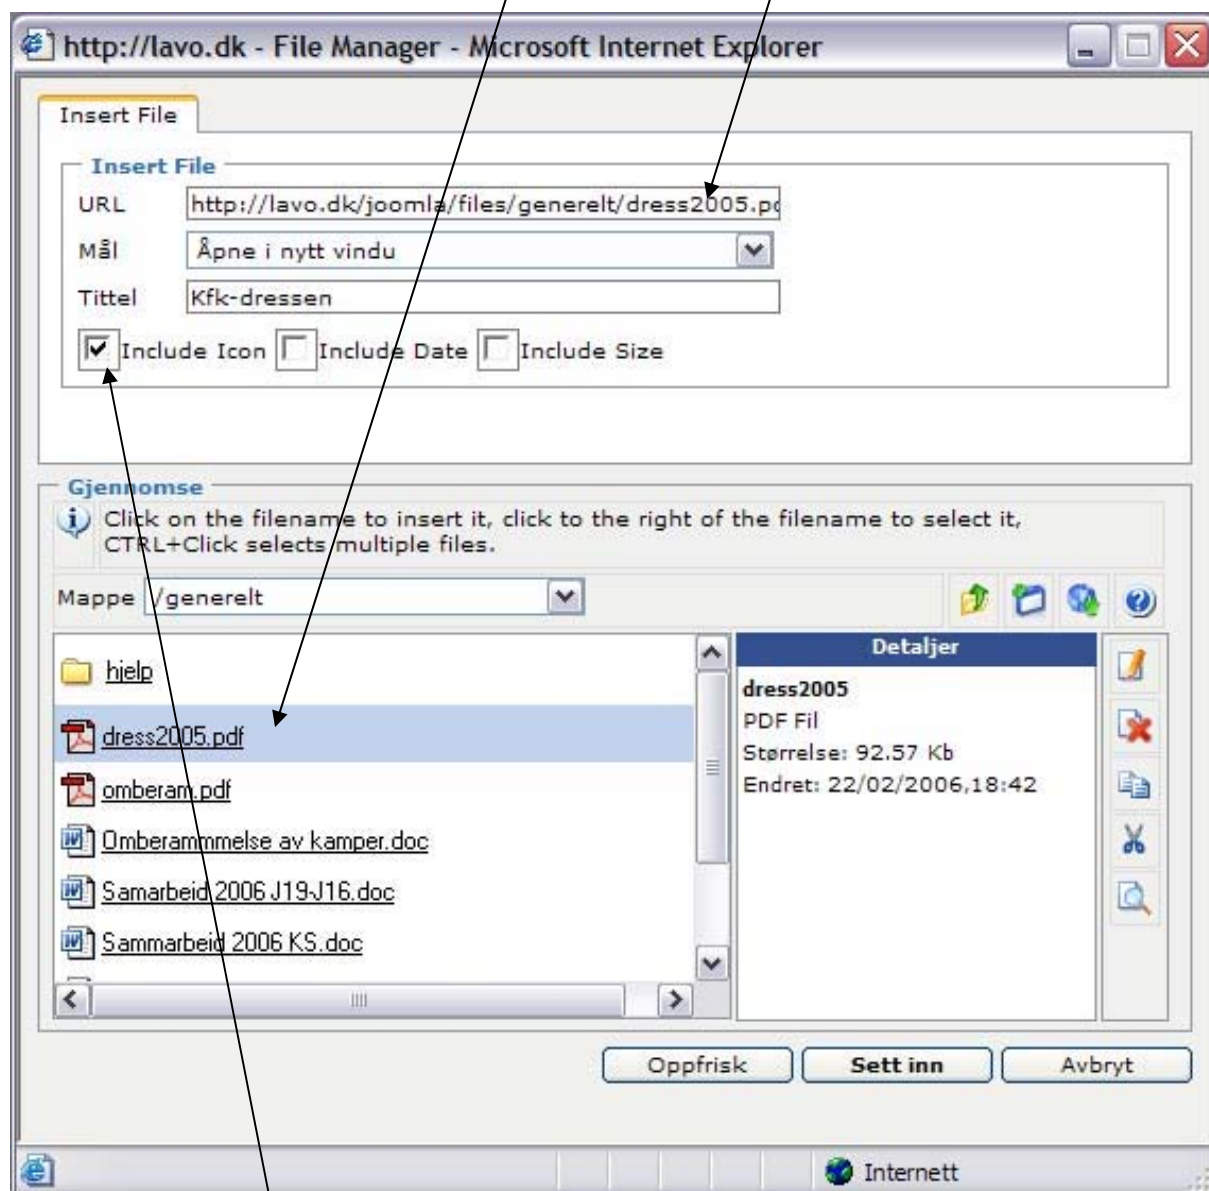 http://lavo.dk - File Manager - Microsoft Internet Explorer
Insert File
Insert File
URL http://lavo.dk/joomla/files/generelt/dress2005.pd
Mål Åpne i nytt vindu
Tittel Kfk-dressen
Include Icon Include Date Include Size
Gjennomse
Click on the filename to insert it, click to the right of the filename to select it,
CTRL+Click selects multiple files.
Mappe /generelt
Detaljer
hjelp
dress2005
dress2005.pdf
PDF Fil
Størrelse: 92.57 Kb
omberam.pdf
Endret: 22/02/2006,18:42
Omberammmelse av kamper.doc
Samarbeid 2006 J19-J16.doc
Sammarbeid 2006 KS.doc
Oppfrisk Sett inn Avbryt
Internett